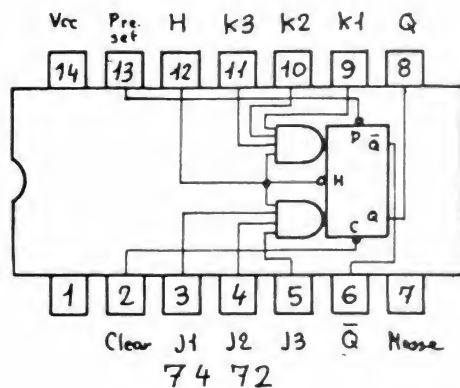 Vcc Pre. set H K3 K2 K1 Q
14 13 12 11 10 9 8
P Q̄
H
Q
C
1 2 3 4 5 6 7
Clear J1 J2 J3 Q̄ Masse
74 72